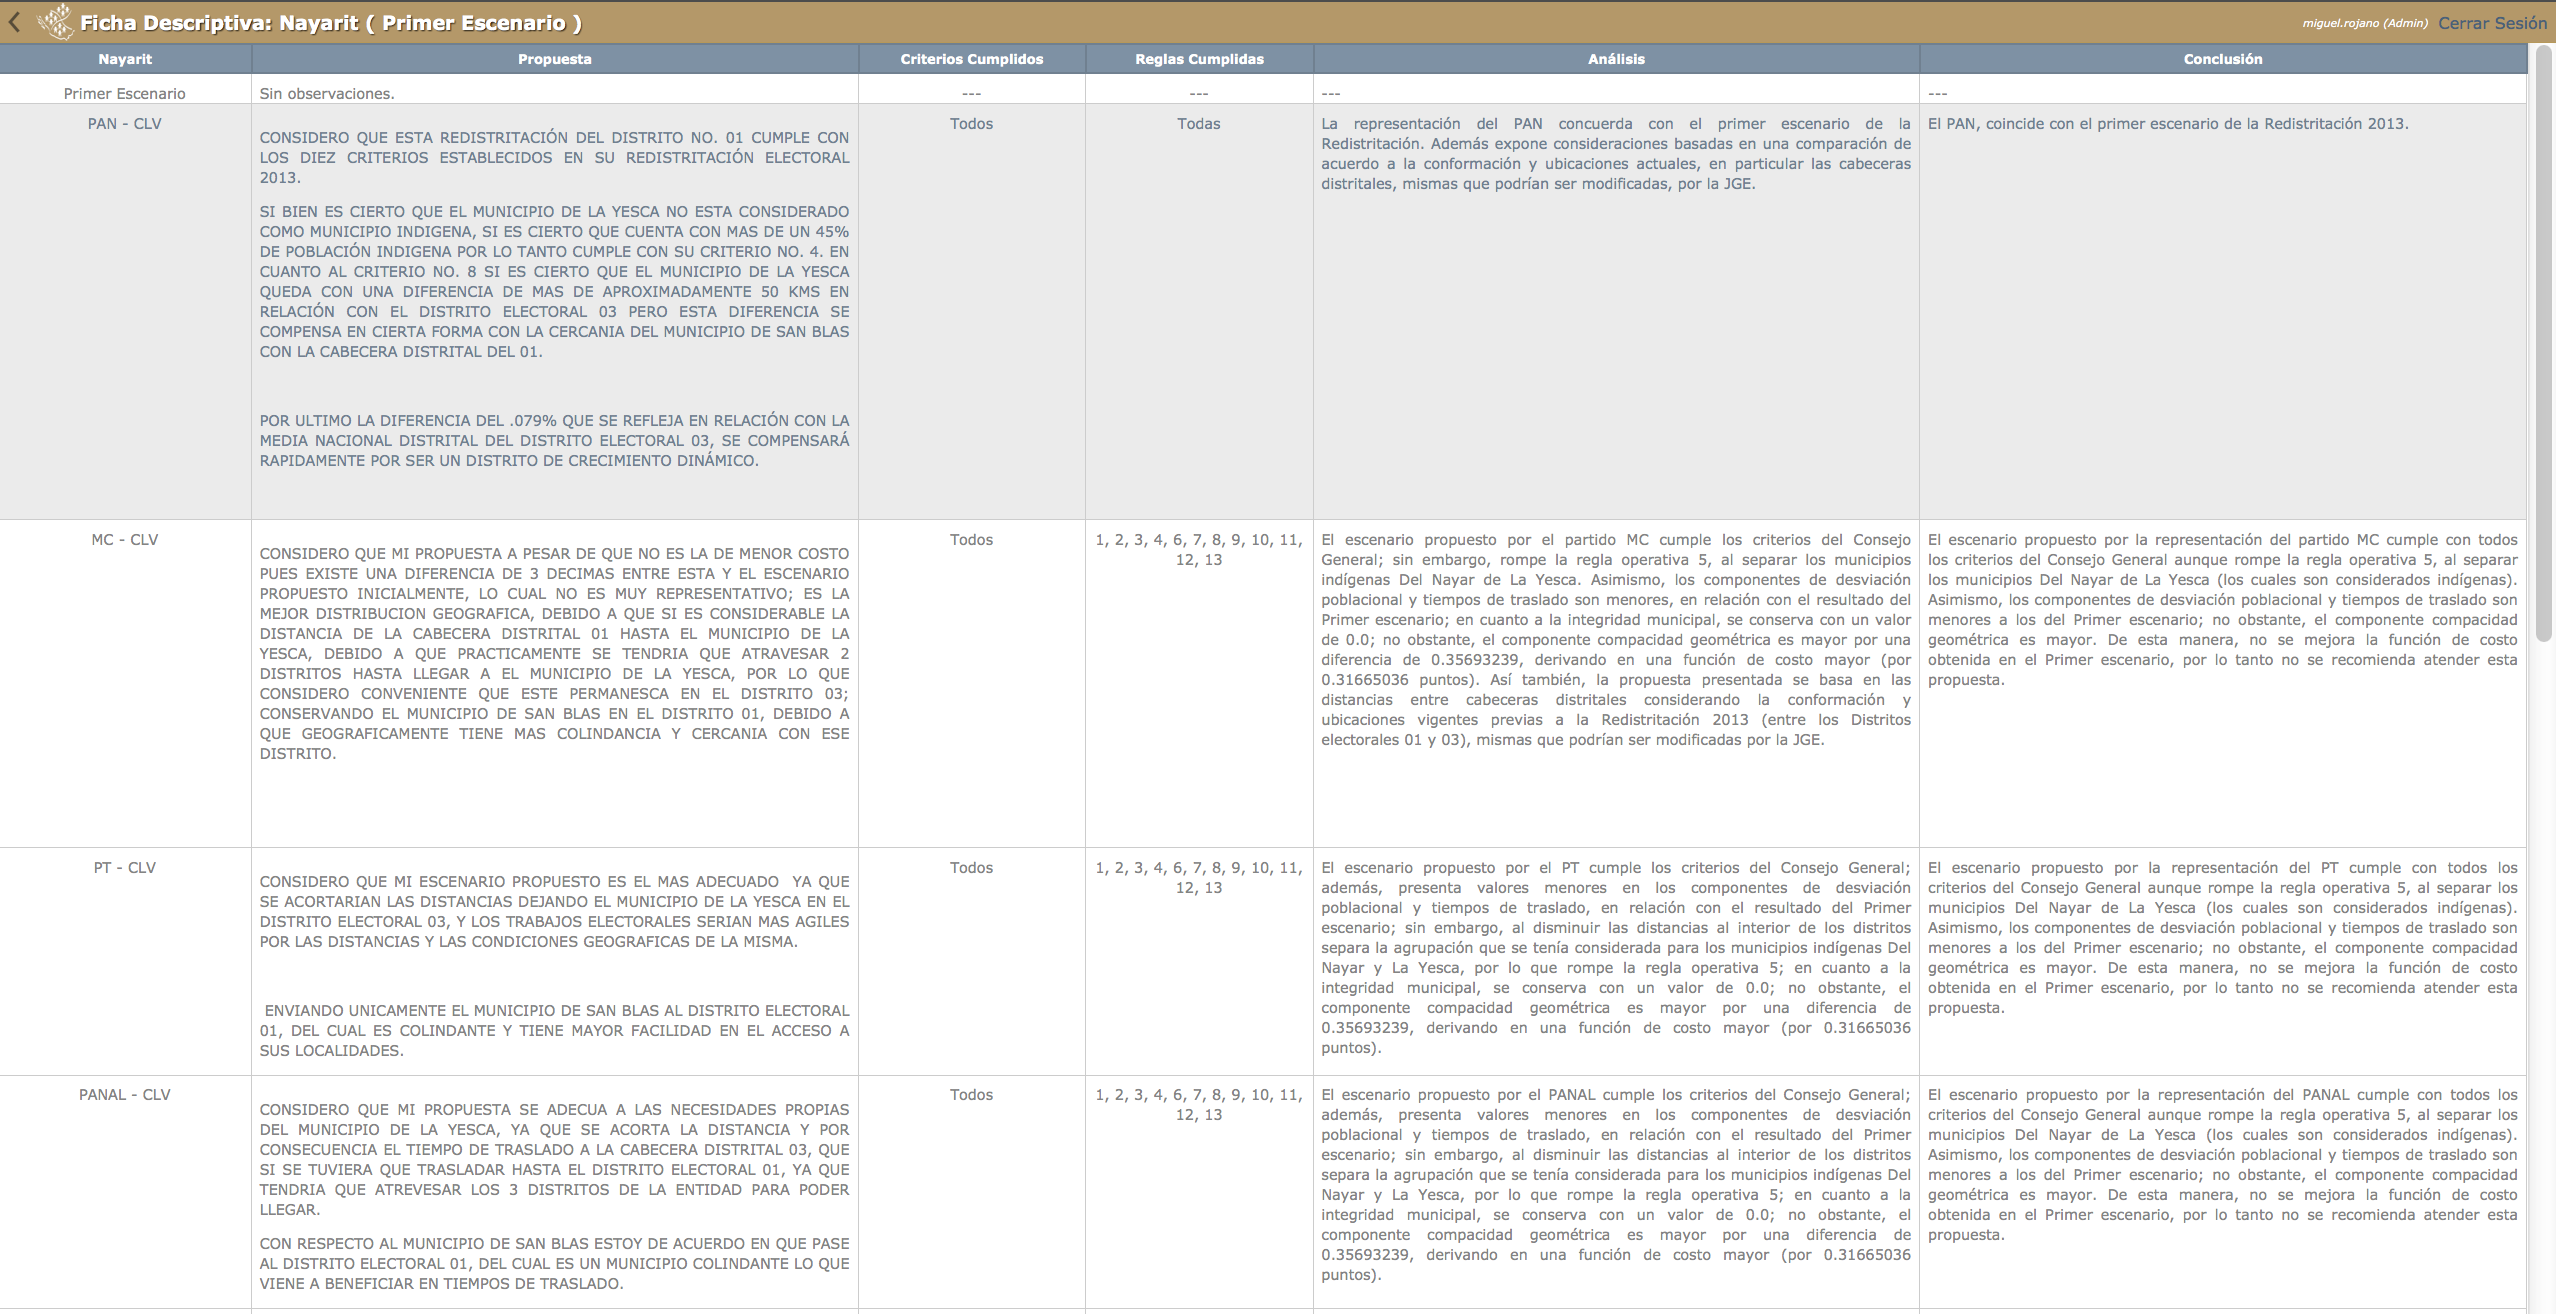 Ficha Descriptiva: Nayarit ( Primer Escenario )
miguel.rojano (Admin) Cerrar Sesión
Nayarit Propuesta Criterios Cumplidos Reglas Cumplidas Análisis Conclusión
Primer Escenario Sin observaciones. --- --- --- ---
PAN - CLV
CONSIDERO QUE ESTA REDISTRITACIÓN DEL DISTRITO NO. 01 CUMPLE CON
LOS DIEZ CRITERIOS ESTABLECIDOS EN SU REDISTRITACIÓN ELECTORAL
2013.
SI BIEN ES CIERTO QUE EL MUNICIPIO DE LA YESCA NO ESTA CONSIDERADO
COMO MUNICIPIO INDIGENA, SI ES CIERTO QUE CUENTA CON MAS DE UN 45%
DE POBLACIÓN INDIGENA POR LO TANTO CUMPLE CON SU CRITERIO NO. 4. EN
CUANTO AL CRITERIO NO. 8 SI ES CIERTO QUE EL MUNICIPIO DE LA YESCA
QUEDA CON UNA DIFERENCIA DE MAS DE APROXIMADAMENTE 50 KMS EN
RELACIÓN CON EL DISTRITO ELECTORAL 03 PERO ESTA DIFERENCIA SE
COMPENSA EN CIERTA FORMA CON LA CERCANIA DEL MUNICIPIO DE SAN BLAS
CON LA CABECERA DISTRITAL DEL 01.
POR ULTIMO LA DIFERENCIA DEL .079% QUE SE REFLEJA EN RELACIÓN CON LA
MEDIA NACIONAL DISTRITAL DEL DISTRITO ELECTORAL 03, SE COMPENSARÁ
RAPIDAMENTE POR SER UN DISTRITO DE CRECIMIENTO DINÁMICO.
Todos
Todas
La representación del PAN concuerda con el primer escenario de la
Redistritación. Además expone consideraciones basadas en una comparación de
acuerdo a la conformación y ubicaciones actuales, en particular las cabeceras
distritales, mismas que podrían ser modificadas, por la JGE.
El PAN, coincide con el primer escenario de la Redistritación 2013.
MC - CLV
CONSIDERO QUE MI PROPUESTA A PESAR DE QUE NO ES LA DE MENOR COSTO
PUES EXISTE UNA DIFERENCIA DE 3 DECIMAS ENTRE ESTA Y EL ESCENARIO
PROPUESTO INICIALMENTE, LO CUAL NO ES MUY REPRESENTATIVO; ES LA
MEJOR DISTRIBUCION GEOGRAFICA, DEBIDO A QUE SI ES CONSIDERABLE LA
DISTANCIA DE LA CABECERA DISTRITAL 01 HASTA EL MUNICIPIO DE LA
YESCA, DEBIDO A QUE PRACTICAMENTE SE TENDRIA QUE ATRAVESAR 2
DISTRITOS HASTA LLEGAR A EL MUNICIPIO DE LA YESCA, POR LO QUE
CONSIDERO CONVENIENTE QUE ESTE PERMANESCA EN EL DISTRITO 03;
CONSERVANDO EL MUNICIPIO DE SAN BLAS EN EL DISTRITO 01, DEBIDO A
QUE GEOGRAFICAMENTE TIENE MAS COLINDANCIA Y CERCANIA CON ESE
DISTRITO.
Todos
1, 2, 3, 4, 6, 7, 8, 9, 10, 11,
12, 13
El escenario propuesto por el partido MC cumple los criterios del Consejo
General; sin embargo, rompe la regla operativa 5, al separar los municipios
indígenas Del Nayar de La Yesca. Asimismo, los componentes de desviación
poblacional y tiempos de traslado son menores, en relación con el resultado del
Primer escenario; en cuanto a la integridad municipal, se conserva con un valor
de 0.0; no obstante, el componente compacidad geométrica es mayor por una
diferencia de 0.35693239, derivando en una función de costo mayor (por
0.31665036 puntos). Así también, la propuesta presentada se basa en las
distancias entre cabeceras distritales considerando la conformación y
ubicaciones vigentes previas a la Redistritación 2013 (entre los Distritos
electorales 01 y 03), mismas que podrían ser modificadas por la JGE.
El escenario propuesto por la representación del partido MC cumple con todos
los criterios del Consejo General aunque rompe la regla operativa 5, al separar
los municipios Del Nayar de La Yesca (los cuales son considerados indígenas).
Asimismo, los componentes de desviación poblacional y tiempos de traslado son
menores a los del Primer escenario; no obstante, el componente compacidad
geométrica es mayor. De esta manera, no se mejora la función de costo
obtenida en el Primer escenario, por lo tanto no se recomienda atender esta
propuesta.
PT - CLV
CONSIDERO QUE MI ESCENARIO PROPUESTO ES EL MAS ADECUADO YA QUE
SE ACORTARIAN LAS DISTANCIAS DEJANDO EL MUNICIPIO DE LA YESCA EN EL
DISTRITO ELECTORAL 03, Y LOS TRABAJOS ELECTORALES SERIAN MAS AGILES
POR LAS DISTANCIAS Y LAS CONDICIONES GEOGRAFICAS DE LA MISMA.
ENVIANDO UNICAMENTE EL MUNICIPIO DE SAN BLAS AL DISTRITO ELECTORAL
01, DEL CUAL ES COLINDANTE Y TIENE MAYOR FACILIDAD EN EL ACCESO A
SUS LOCALIDADES.
Todos
1, 2, 3, 4, 6, 7, 8, 9, 10, 11,
12, 13
El escenario propuesto por el PT cumple los criterios del Consejo General;
además, presenta valores menores en los componentes de desviación
poblacional y tiempos de traslado, en relación con el resultado del Primer
escenario; sin embargo, al disminuir las distancias al interior de los distritos
separa la agrupación que se tenía considerada para los municipios indígenas Del
Nayar y La Yesca, por lo que rompe la regla operativa 5; en cuanto a la
integridad municipal, se conserva con un valor de 0.0; no obstante, el
componente compacidad geométrica es mayor por una diferencia de
0.35693239, derivando en una función de costo mayor (por 0.31665036
puntos).
El escenario propuesto por la representación del PT cumple con todos los
criterios del Consejo General aunque rompe la regla operativa 5, al separar los
municipios Del Nayar de La Yesca (los cuales son considerados indígenas).
Asimismo, los componentes de desviación poblacional y tiempos de traslado son
menores a los del Primer escenario; no obstante, el componente compacidad
geométrica es mayor. De esta manera, no se mejora la función de costo
obtenida en el Primer escenario, por lo tanto no se recomienda atender esta
propuesta.
PANAL - CLV
CONSIDERO QUE MI PROPUESTA SE ADECUA A LAS NECESIDADES PROPIAS
DEL MUNICIPIO DE LA YESCA, YA QUE SE ACORTA LA DISTANCIA Y POR
CONSECUENCIA EL TIEMPO DE TRASLADO A LA CABECERA DISTRITAL 03, QUE
SI SE TUVIERA QUE TRASLADAR HASTA EL DISTRITO ELECTORAL 01, YA QUE
TENDRIA QUE ATREVESAR LOS 3 DISTRITOS DE LA ENTIDAD PARA PODER
LLEGAR.
CON RESPECTO AL MUNICIPIO DE SAN BLAS ESTOY DE ACUERDO EN QUE PASE
AL DISTRITO ELECTORAL 01, DEL CUAL ES UN MUNICIPIO COLINDANTE LO QUE
VIENE A BENEFICIAR EN TIEMPOS DE TRASLADO.
Todos
1, 2, 3, 4, 6, 7, 8, 9, 10, 11,
12, 13
El escenario propuesto por el PANAL cumple los criterios del Consejo General;
además, presenta valores menores en los componentes de desviación
poblacional y tiempos de traslado, en relación con el resultado del Primer
escenario; sin embargo, al disminuir las distancias al interior de los distritos
separa la agrupación que se tenía considerada para los municipios indígenas Del
Nayar y La Yesca, por lo que rompe la regla operativa 5; en cuanto a la
integridad municipal, se conserva con un valor de 0.0; no obstante, el
componente compacidad geométrica es mayor por una diferencia de
0.35693239, derivando en una función de costo mayor (por 0.31665036
puntos).
El escenario propuesto por la representación del PANAL cumple con todos los
criterios del Consejo General aunque rompe la regla operativa 5, al separar los
municipios Del Nayar de La Yesca (los cuales son considerados indígenas).
Asimismo, los componentes de desviación poblacional y tiempos de traslado son
menores a los del Primer escenario; no obstante, el componente compacidad
geométrica es mayor. De esta manera, no se mejora la función de costo
obtenida en el Primer escenario, por lo tanto no se recomienda atender esta
propuesta.